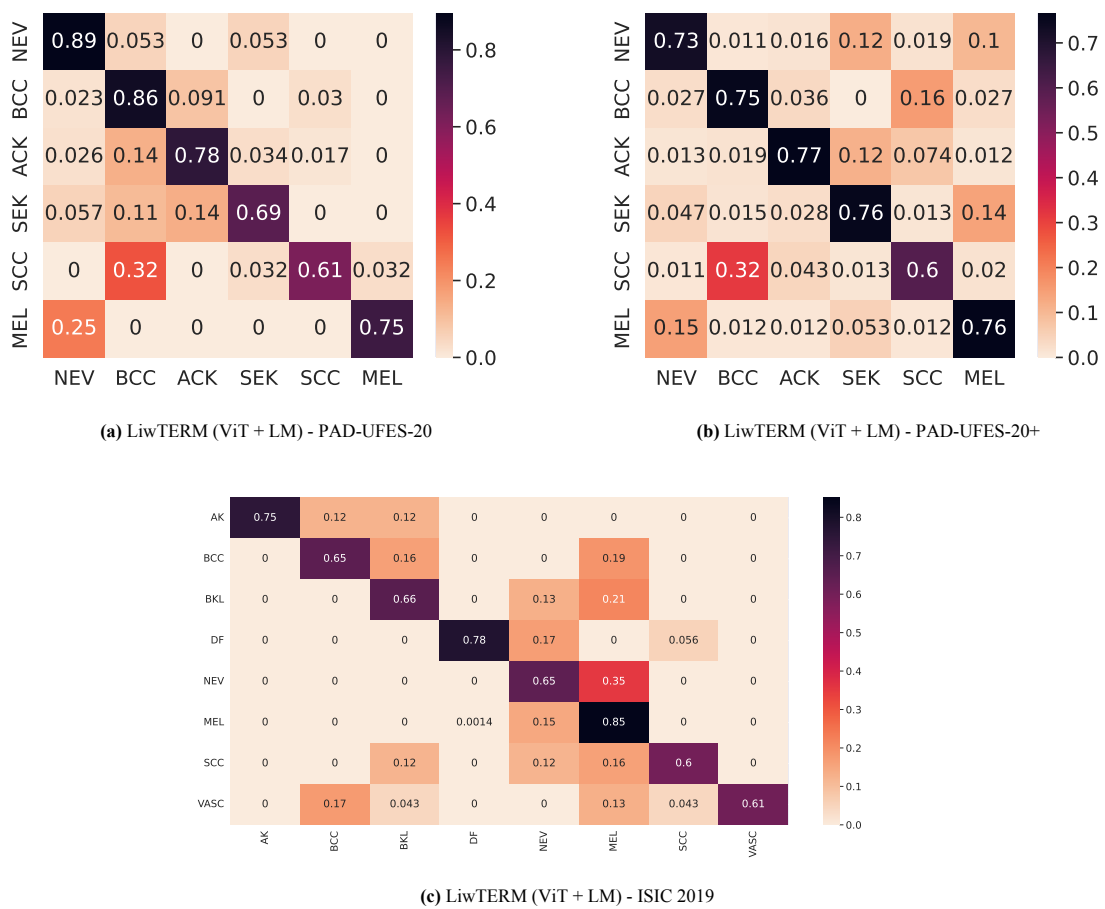 NEV 0.89 0.053 0 0.053 0 0 0.8
BCC 0.023 0.86 0.091 0 0.03 0 0.6
ACK 0.026 0.14 0.78 0.034 0.017 0 0.4
SEK 0.057 0.11 0.14 0.69 0 0 0.2
SCC 0 0.32 0 0.032 0.61 0.032
MEL 0.25 0 0 0 0 0.75 0.0
NEV BCC ACK SEK SCC MEL
(a) LiwTERM (ViT + LM) - PAD-UFES-20
NEV 0.73 0.011 0.016 0.12 0.019 0.1 0.7
BCC 0.027 0.75 0.036 0 0.16 0.027 0.6
0.5
ACK 0.013 0.019 0.77 0.12 0.074 0.012 0.4
SEK 0.047 0.015 0.028 0.76 0.013 0.14 0.3
SCC 0.011 0.32 0.043 0.013 0.6 0.02 0.2
MEL 0.15 0.012 0.012 0.053 0.012 0.76 0.1
0.0
NEV BCC ACK SEK SCC MEL
(b) LiwTERM (ViT + LM) - PAD-UFES-20+
AK 0.75 0.12 0.12 0 0 0 0 0 0.8
BCC 0 0.65 0.16 0 0 0.19 0 0 0.7
BKL 0 0 0.66 0 0.13 0.21 0 0 0.6
DF 0 0 0 0.78 0.17 0 0.056 0 0.5
NEV 0 0 0 0 0.65 0.35 0 0 0.4
MEL 0 0 0 0.0014 0.15 0.85 0 0 0.3
SCC 0 0 0.12 0 0.12 0.16 0.6 0 0.2
VASC 0 0.17 0.043 0 0 0.13 0.043 0.61 0.1
0.0
AK BCC BKL DF NEV MEL SCC VASC
(c) LiwTERM (ViT + LM) - ISIC 2019